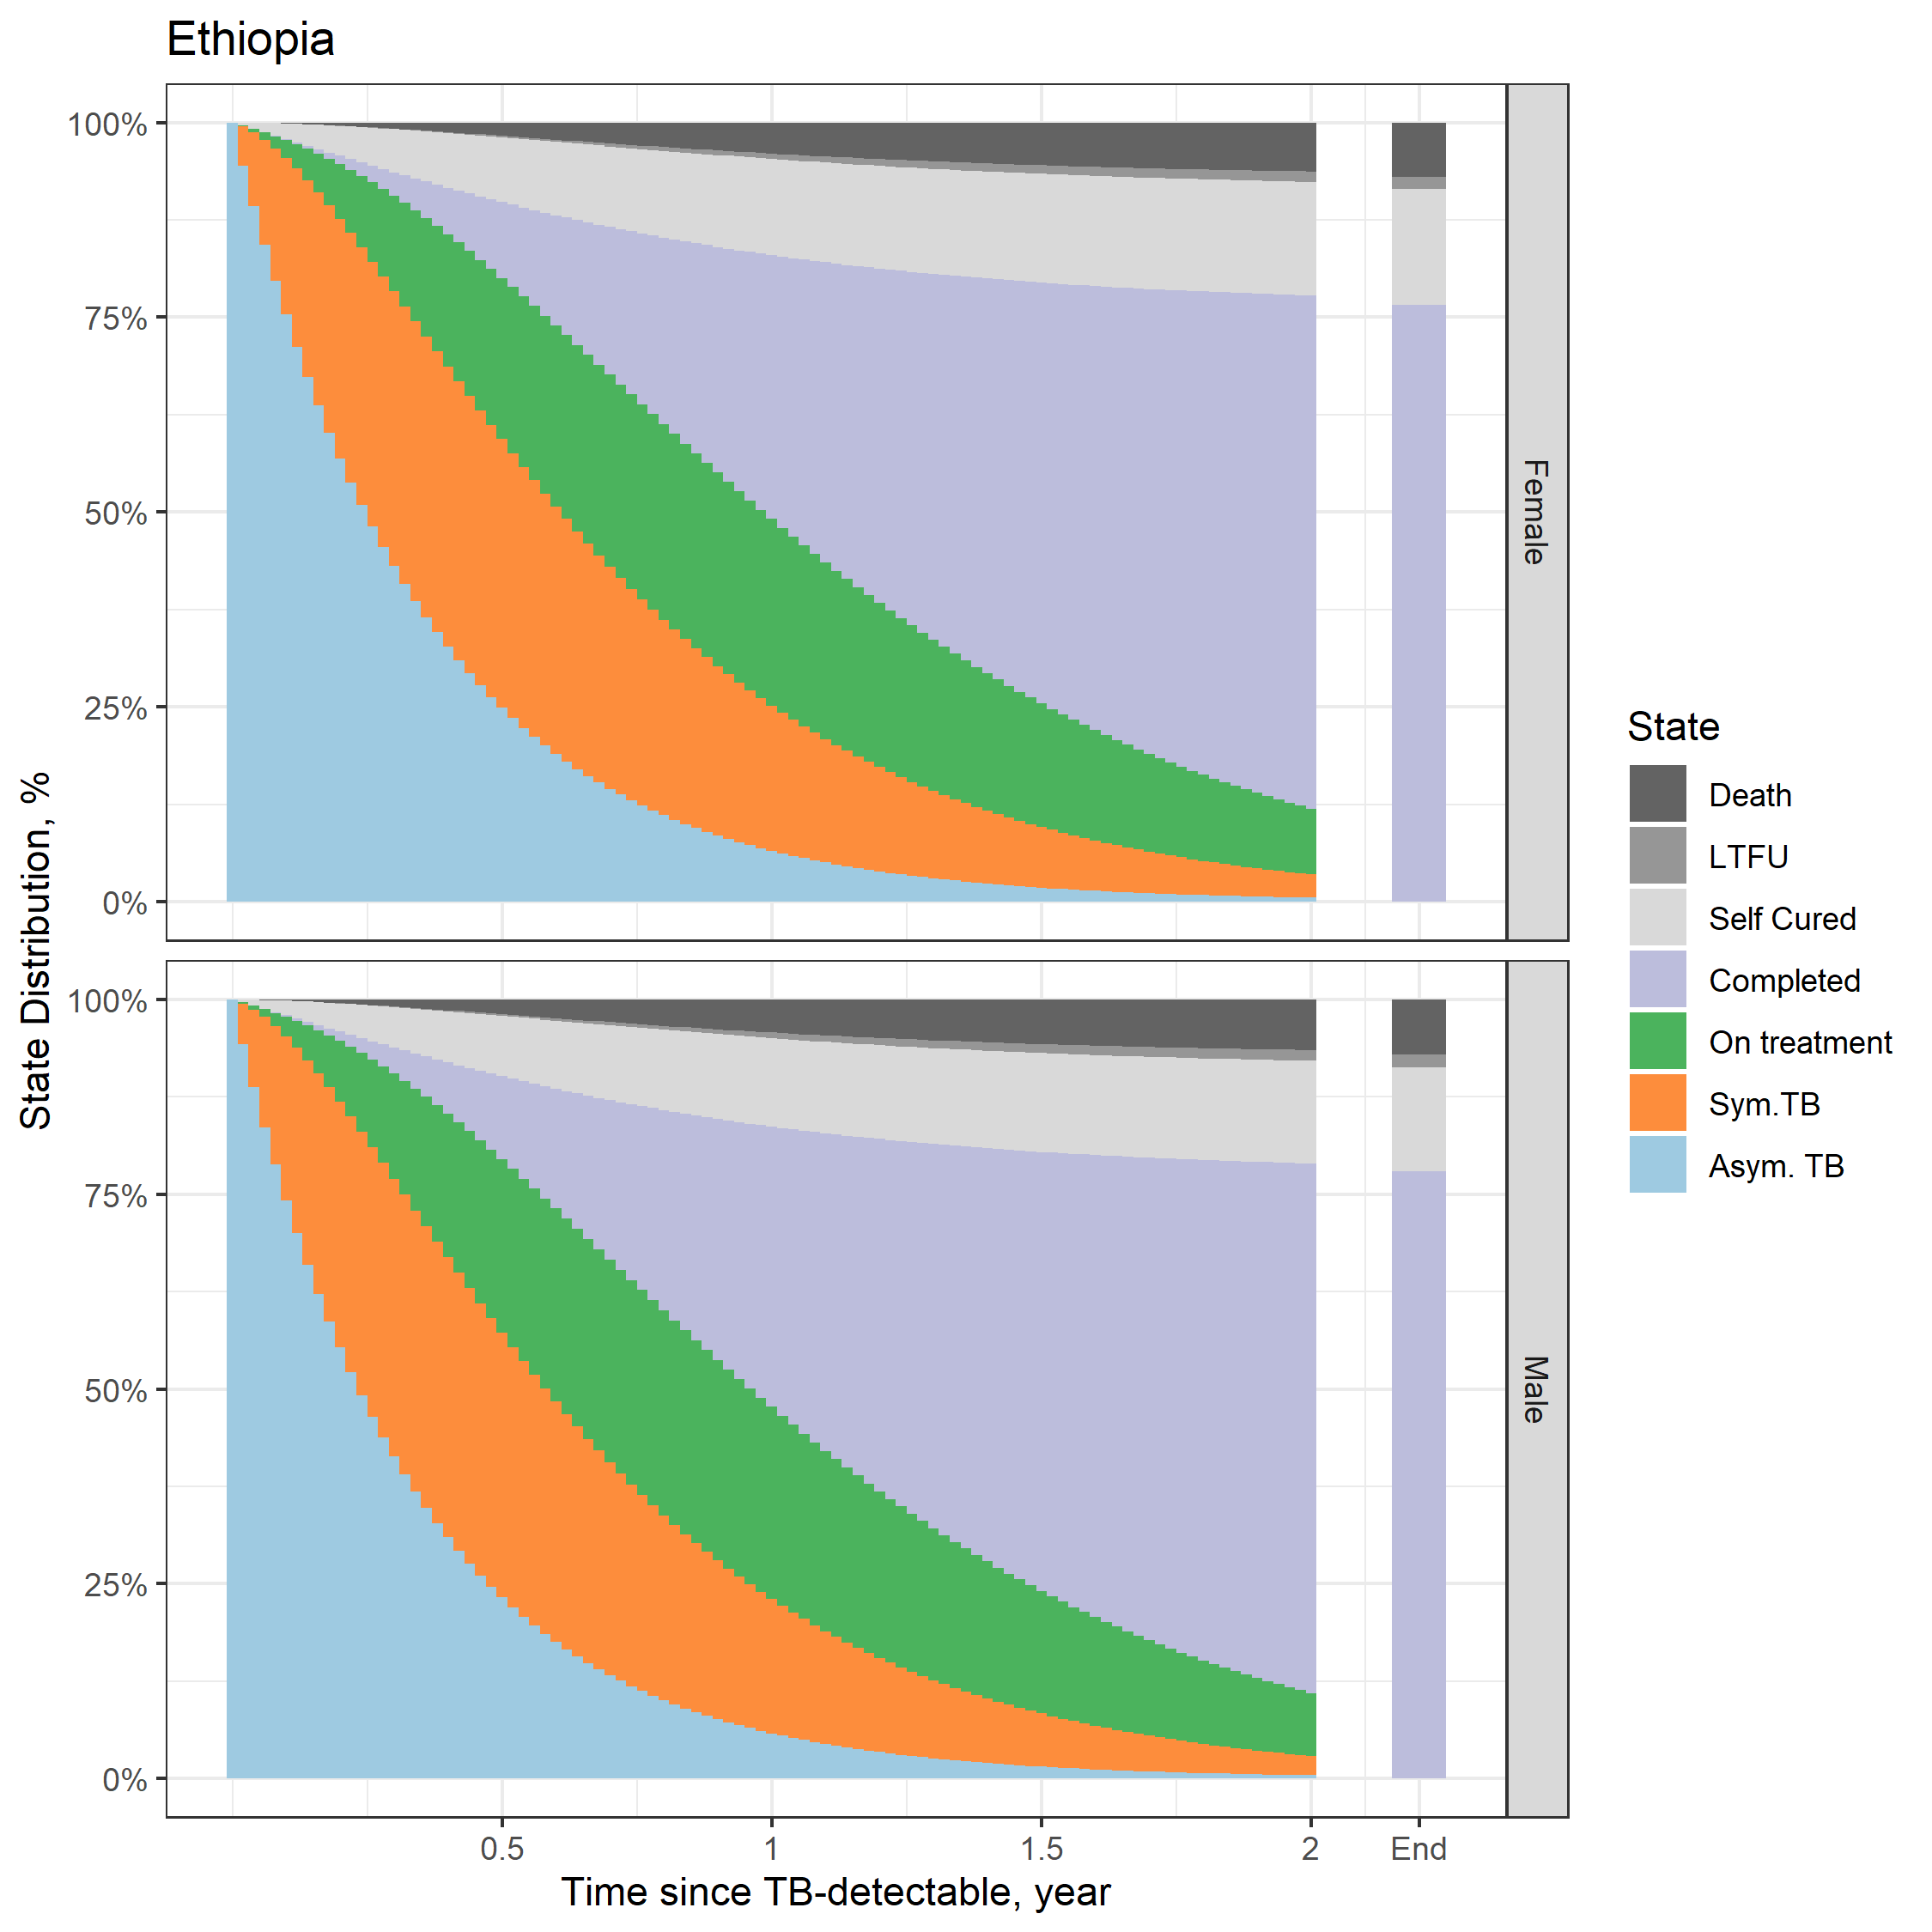 Ethiopia
State Distribution, %
100%
75%
50%
25%
0%
Female
100%
75%
50%
25%
0%
Male
0.5
1
1.5
2
End
Time since TB-detectable, year
State
Death
LTFU
Self Cured
Completed
On treatment
Sym.TB
Asym. TB